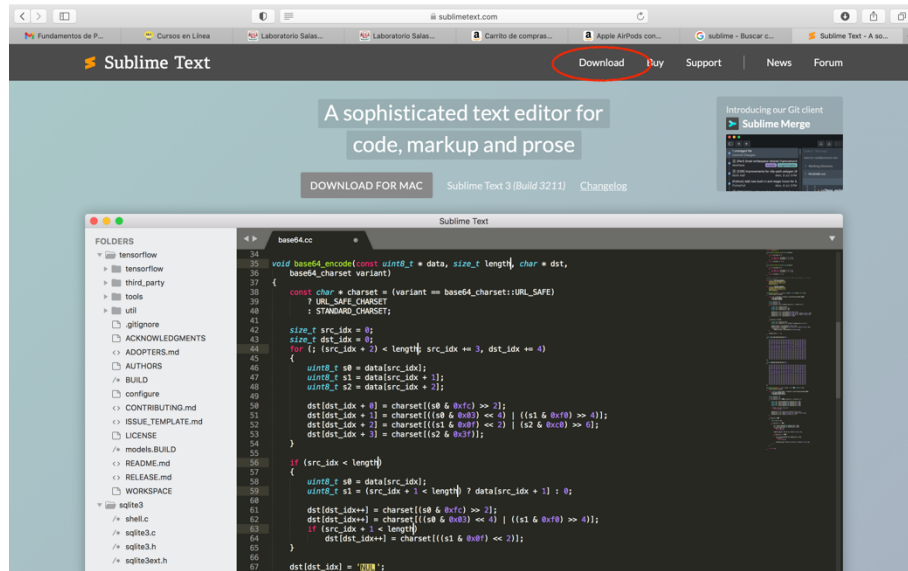 sublimetext.com
Fundamentos de P... Cursos en Línea Laboratorio Salas... Laboratorio Salas... Carrito de compras... Apple AirPods con... sublime - Buscar c... Sublime Text - A so...
Sublime Text Download Buy Support News Forum
A sophisticated text editor for
code, markup and prose
DOWNLOAD FOR MAC Sublime Text 3 (Build 3211) Changelog
Introducing our Git client
Sublime Merge
Sublime Text
FOLDERS
tensorflow
tensorflow
third_party
tools
util
.gitignore
ACKNOWLEDGMENTS
<> ADOPTERS.md
AUTHORS
/* BUILD
configure
<> CONTRIBUTING.md
<> ISSUE_TEMPLATE.md
LICENSE
/* models.BUILD
<> README.md
<> RELEASE.md
WORKSPACE
sqlite3
/* shell.c
/* sqlite3.c
/* sqlite3.h
/* sqlite3ext.h
base64.cc
34
35 void base64_encode(const uint8_t * data, size_t length, char * dst,
36 base64_charset variant)
37 {
38 const char * charset = (variant == base64_charset::URL_SAFE)
39 ? URL_SAFE_CHARSET
40 : STANDARD_CHARSET;
41
42 size_t src_idx = 0;
43 size_t dst_idx = 0;
44 for (; (src_idx + 2) < length; src_idx += 3, dst_idx += 4)
45 {
46 uint8_t s0 = data[src_idx];
47 uint8_t s1 = data[src_idx + 1];
48 uint8_t s2 = data[src_idx + 2];
49
50 dst[dst_idx + 0] = charset[(s0 & 0xfc) >> 2];
51 dst[dst_idx + 1] = charset[((s0 & 0x03) << 4) | ((s1 & 0xf0) >> 4)];
52 dst[dst_idx + 2] = charset[((s1 & 0x0f) << 2) | (s2 & 0xc0) >> 6];
53 dst[dst_idx + 3] = charset[(s2 & 0x3f)];
54 }
55
56 if (src_idx < length)
57 {
58 uint8_t s0 = data[src_idx];
59 uint8_t s1 = (src_idx + 1 < length) ? data[src_idx + 1] : 0;
60
61 dst[dst_idx++] = charset[(s0 & 0xfc) >> 2];
62 dst[dst_idx++] = charset[((s0 & 0x03) << 4) | ((s1 & 0xf0) >> 4)];
63 if (src_idx + 1 < length)
64 dst[dst_idx++] = charset[((s1 & 0x0f) << 2)];
65 }
66
67 dst[dst_idx] = 'NUL';